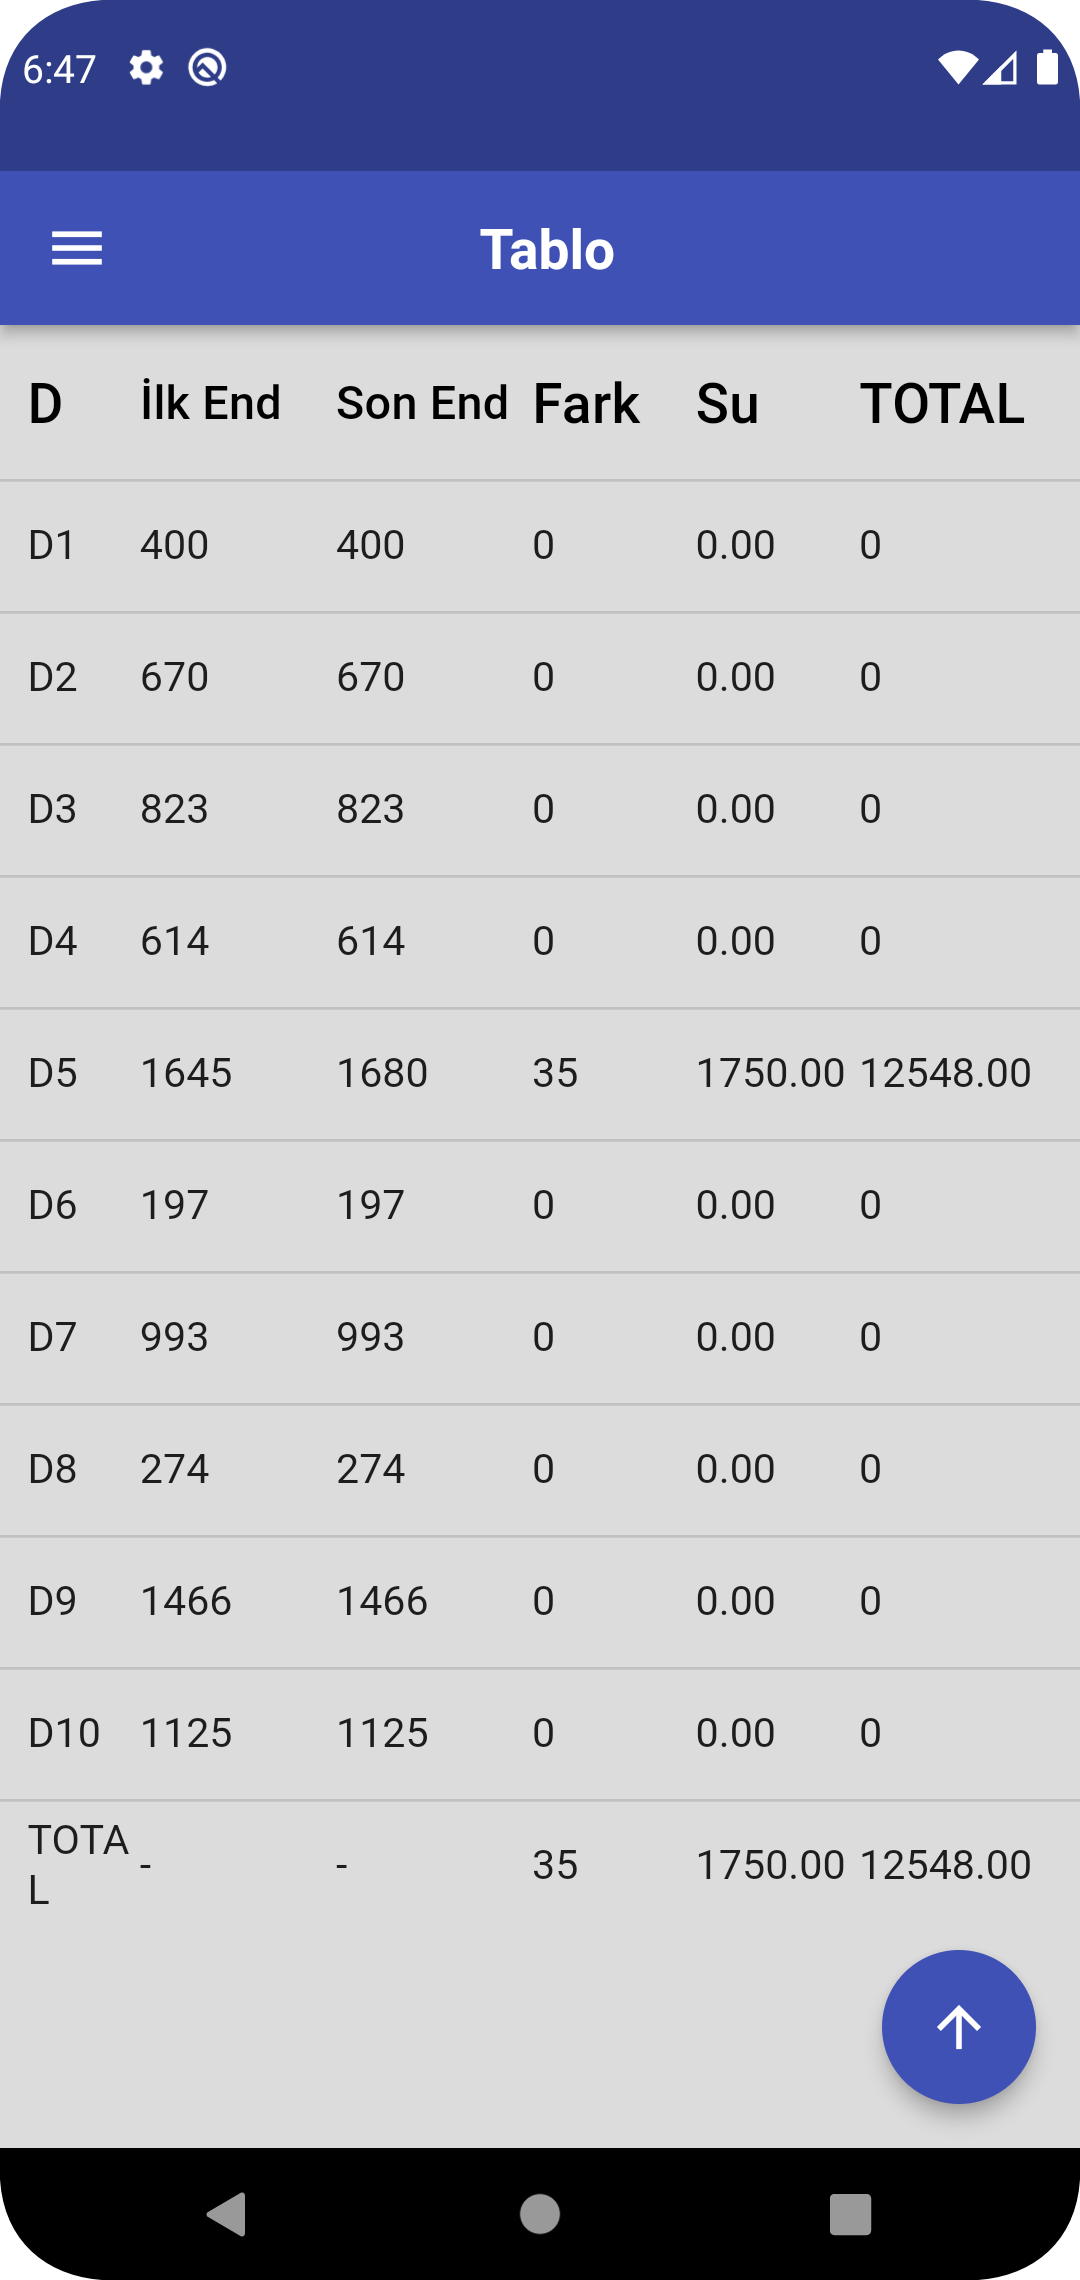 6:47
Tablo
D İlk End Son End Fark Su TOTAL
D1 400 400 0 0.00 0
D2 670 670 0 0.00 0
D3 823 823 0 0.00 0
D4 614 614 0 0.00 0
D5 1645 1680 35 1750.00 12548.00
D6 197 197 0 0.00 0
D7 993 993 0 0.00 0
D8 274 274 0 0.00 0
D9 1466 1466 0 0.00 0
D10 1125 1125 0 0.00 0
TOTA
L - - 35 1750.00 12548.00